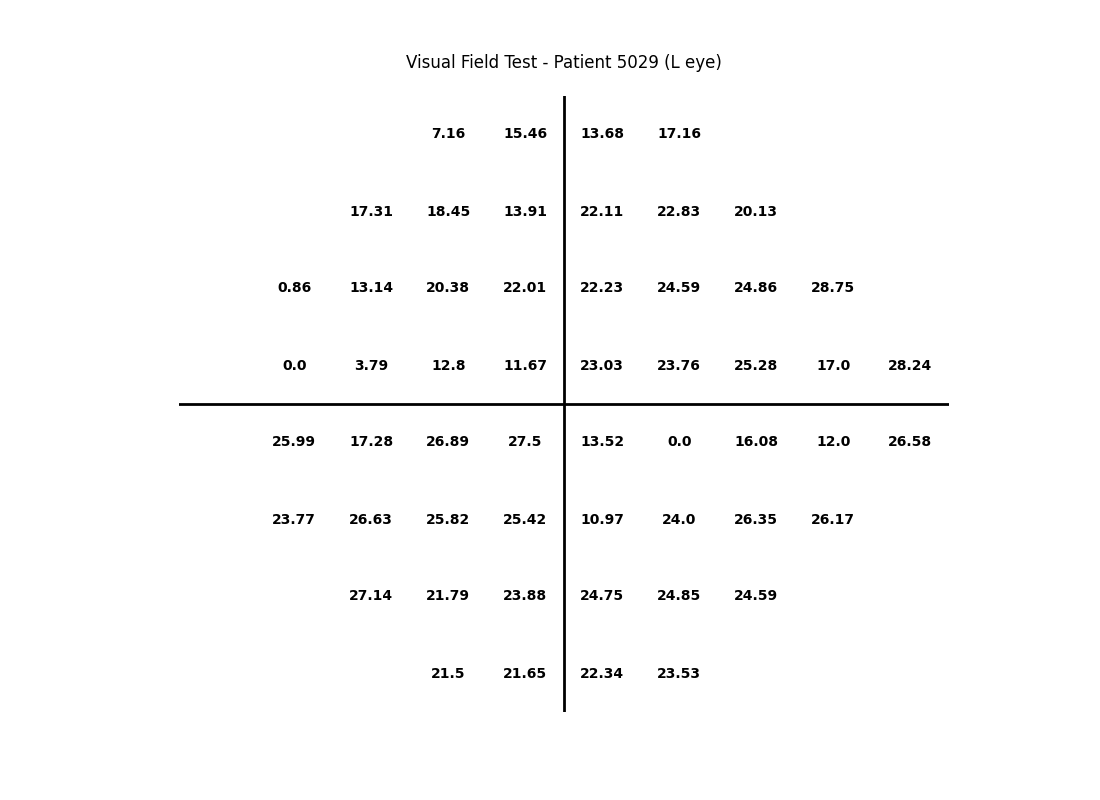 Visual Field Test - Patient 5029 (L eye)
7.16 15.46 13.68 17.16
17.31 18.45 13.91 22.11 22.83 20.13
0.86 13.14 20.38 22.01 22.23 24.59 24.86 28.75
0.0 3.79 12.8 11.67 23.03 23.76 25.28 17.0 28.24
25.99 17.28 26.89 27.5 13.52 0.0 16.08 12.0 26.58
23.77 26.63 25.82 25.42 10.97 24.0 26.35 26.17
27.14 21.79 23.88 24.75 24.85 24.59
21.5 21.65 22.34 23.53